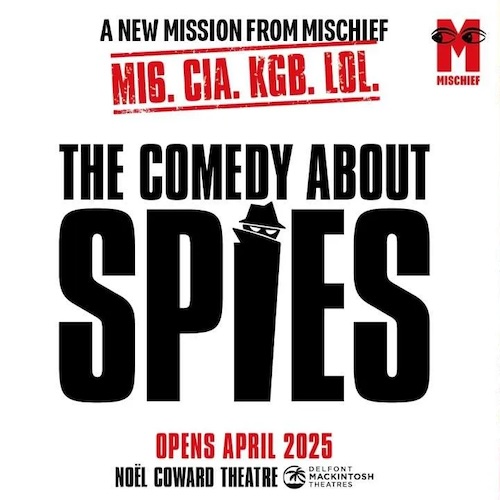 A NEW MISSION FROM MISCHIEF
MI6. CIA. KGB. LOL.
M
MISCHIEF
THE COMEDY ABOUT
SPIES
OPENS APRIL 2025
NOËL COWARD THEATRE DELFONT
MACKINTOSH
THEATRES